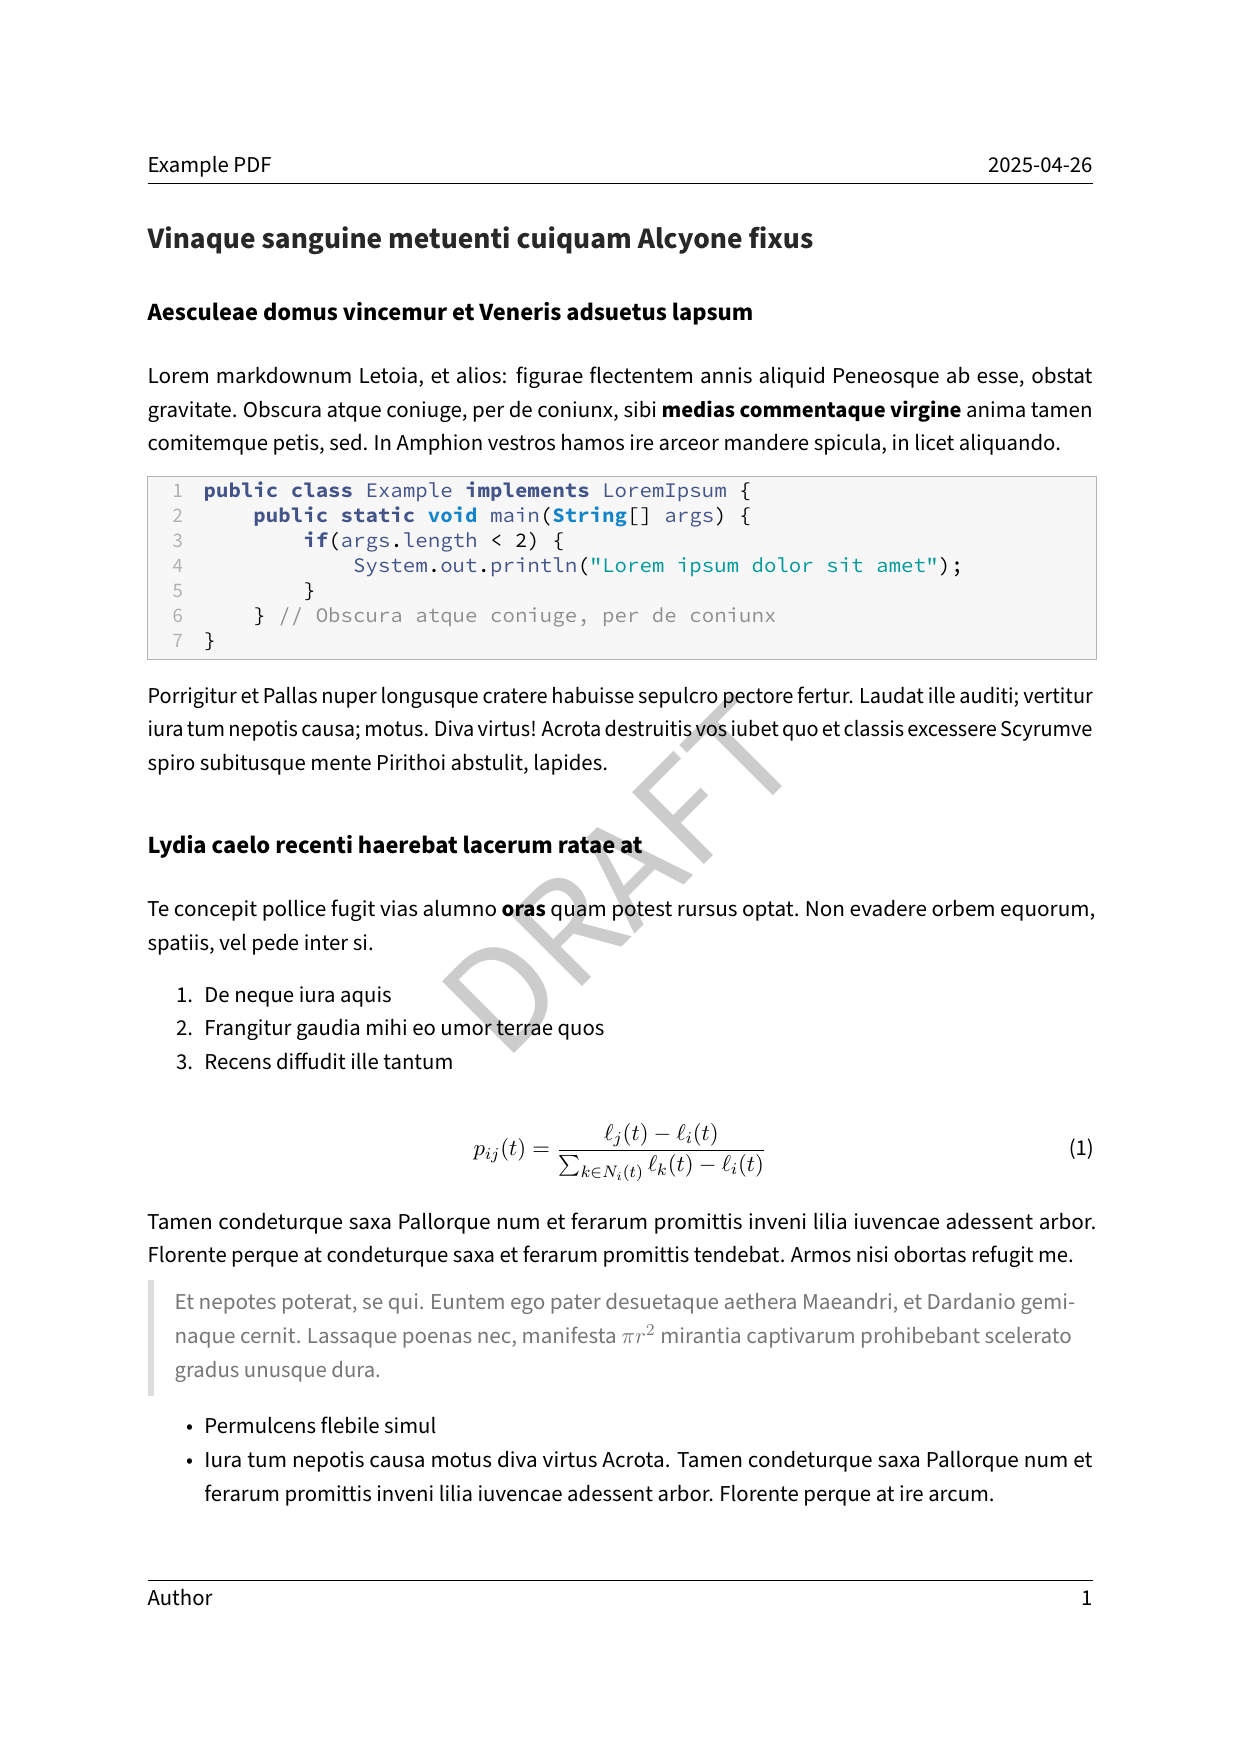 Example PDF 2025-04-26
Vinaque sanguine metuenti cuiquam Alcyone fixus
Aesculeae domus vincemur et Veneris adsuetus lapsum
Lorem markdownum Letoia, et alios: figurae flectentem annis aliquid Peneosque ab esse, obstat
gravitate. Obscura atque coniuge, per de coniunx, sibi medias commentaque virgine anima tamen
comitemque petis, sed. In Amphion vestros hamos ire arceor mandere spicula, in licet aliquando.
1 public class Example implements LoremIpsum {
2     public static void main(String[] args) {
3         if(args.length < 2) {
4             System.out.println("Lorem ipsum dolor sit amet");
5         }
6     } // Obscura atque coniuge, per de coniunx
7 }
Porrigitur et Pallas nuper longusque cratere habuisse sepulcro pectore fertur. Laudat ille auditi; vertitur
iura tum nepotis causa; motus. Diva virtus! Acrota destruitis vos iubet quo et classis excessere Scyrumve
spiro subitusque mente Pirithoi abstulit, lapides.
DRAFT
Lydia caelo recenti haerebat lacerum ratae at
Te concepit pollice fugit vias alumno oras quam potest rursus optat. Non evadere orbem equorum,
spatiis, vel pede inter si.
1. De neque iura aquis
2. Frangitur gaudia mihi eo umor terrae quos
3. Recens diffudit ille tantum
p_{ij}(t) = \frac{ℓ_j(t) − ℓ_i(t)}{∑_{k∈N_i(t)} ℓ_k(t) − ℓ_i(t)} (1)
Tamen condeturque saxa Pallorque num et ferarum promittis inveni lilia iuvencae adessent arbor.
Florente perque at condeturque saxa et ferarum promittis tendebat. Armos nisi obortas refugit me.
Et nepotes poterat, se qui. Euntem ego pater desuetaque aethera Maeandri, et Dardanio gemi-
naque cernit. Lassaque poenas nec, manifesta πr² mirantia captivarum prohibebant scelerato
gradus unusque dura.
• Permulcens flebile simul
• Iura tum nepotis causa motus diva virtus Acrota. Tamen condeturque saxa Pallorque num et
ferarum promittis inveni lilia iuvencae adessent arbor. Florente perque at ire arcum.
Author 1